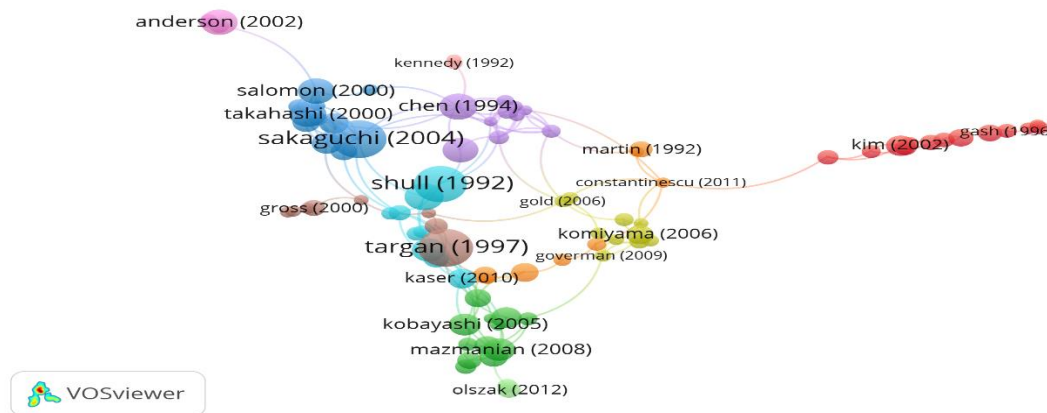 anderson (2002)
kennedy (1992)
salomon (2000)
chen (1994)
takahashi (2000)
sakaguchi (2004)
gash (1996)
kim (2002)
martin (1992)
shull (1992)
constantinescu (2011)
gold (2006)
gross (2000)
komiyama (2006)
targan (1997)
goverman (2009)
kaser (2010)
kobayashi (2005)
mazmanian (2008)
olszak (2012)
VOSviewer